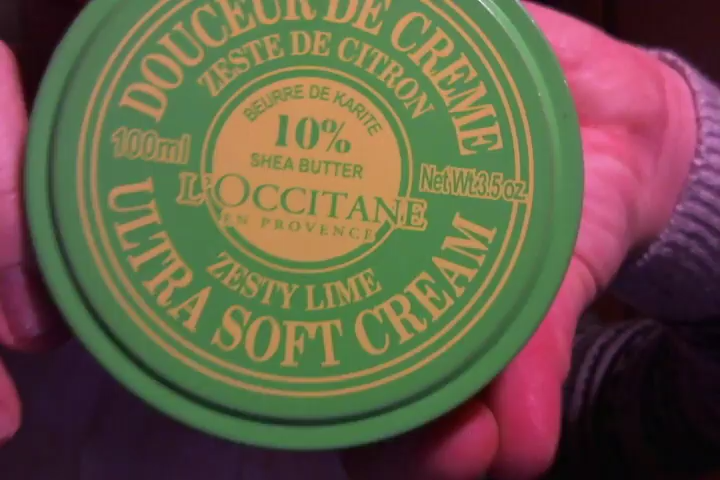 DOUCEUR DE CREME
ZESTE DE CITRON
BEURRE DE KARITE
10%
SHEA BUTTER
100ml
Net Wt.3.5 oz.
L'OCCITANE
EN PROVENCE
ZESTY LIME
ULTRA SOFT CREAM